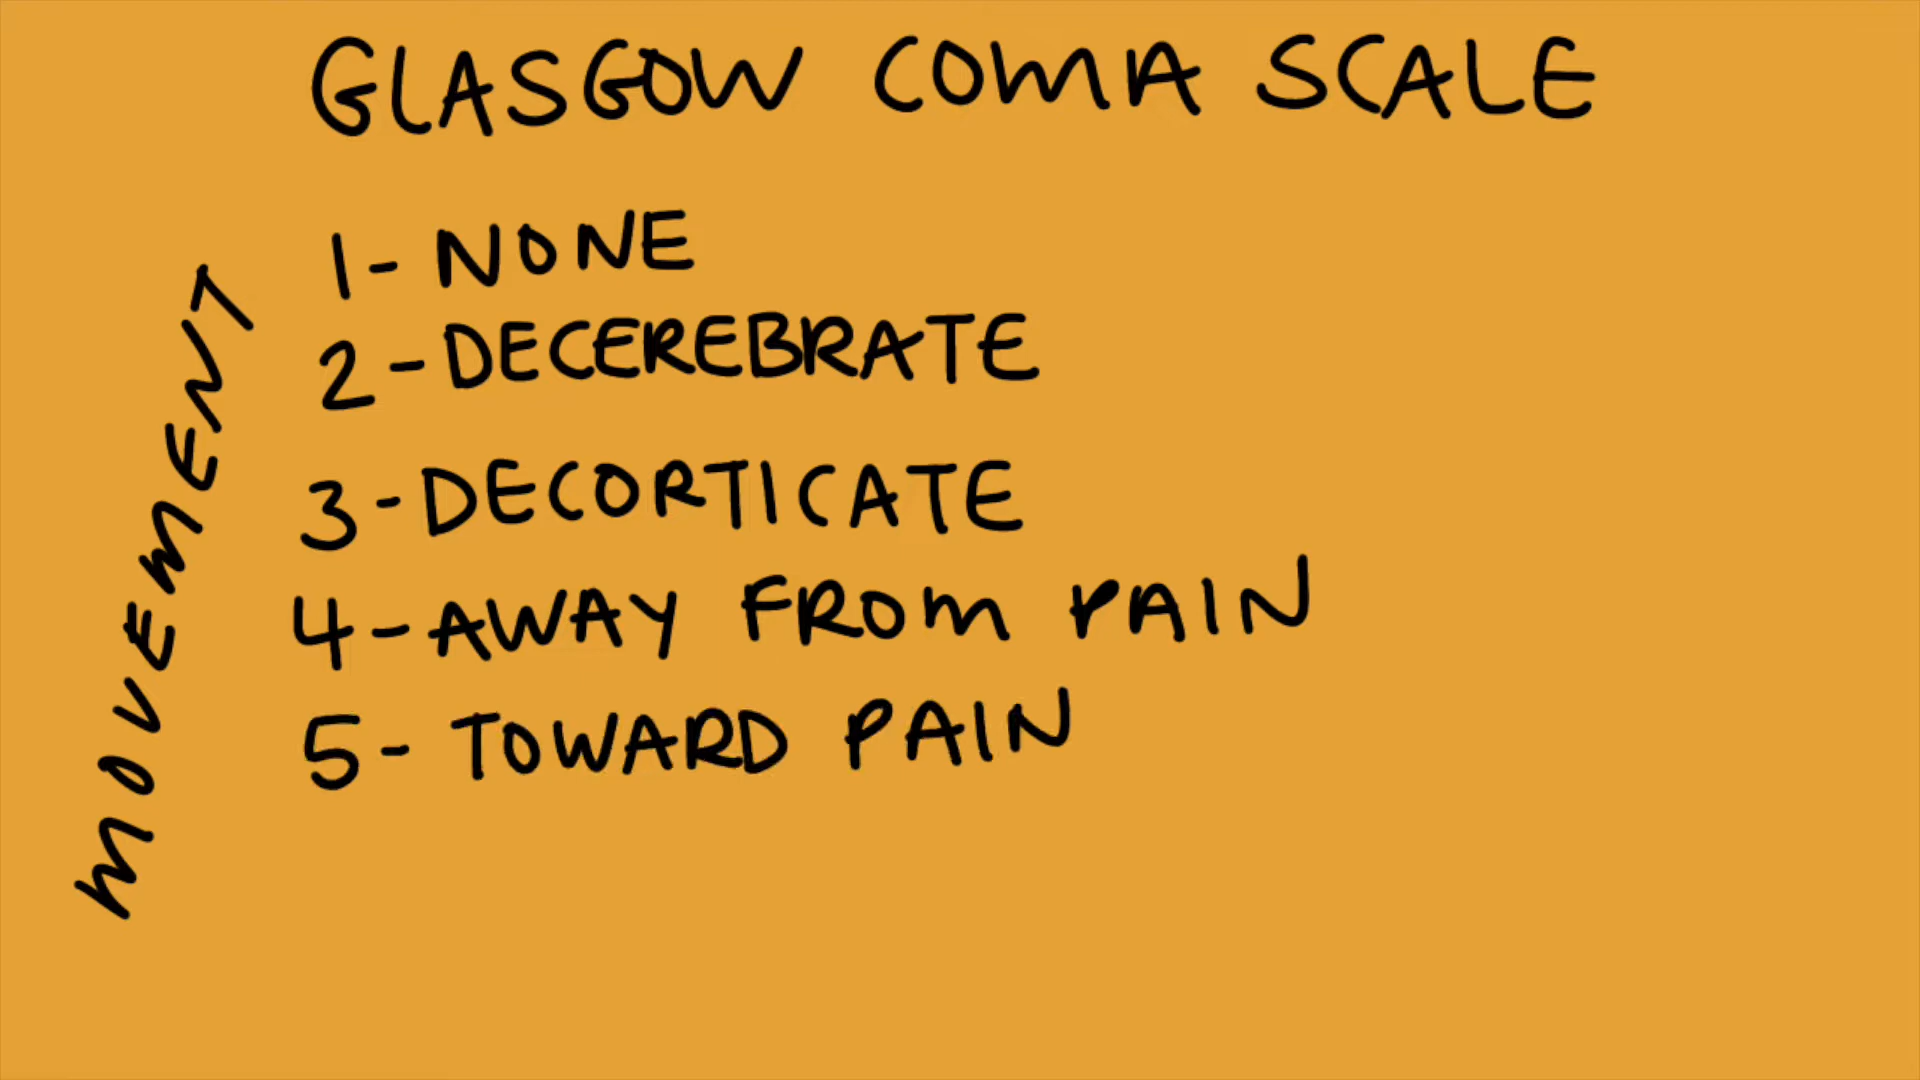 GLASGOW COMA SCALE
MOVEMENT
1- NONE
2-DECEREBRATE
3-DECORTICATE
4-AWAY FROM PAIN
5- TOWARD PAIN